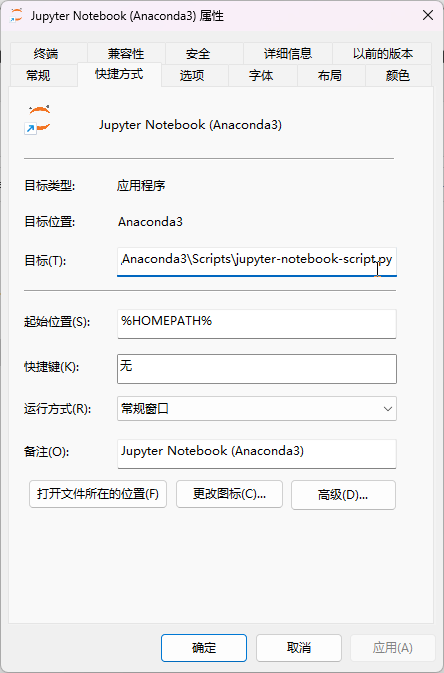 Jupyter Notebook (Anaconda3) 属性
终端 兼容性 安全 详细信息 以前的版本
常规 快捷方式 选项 字体 布局 颜色
Jupyter Notebook (Anaconda3)
目标类型: 应用程序
目标位置: Anaconda3
目标(T): Anaconda3\Scripts\jupyter-notebook-script.py
起始位置(S): %HOMEPATH%
快捷键(K): 无
运行方式(R): 常规窗口
备注(O): Jupyter Notebook (Anaconda3)
打开文件所在的位置(F) 更改图标(C)... 高级(D)...
确定 取消 应用(A)